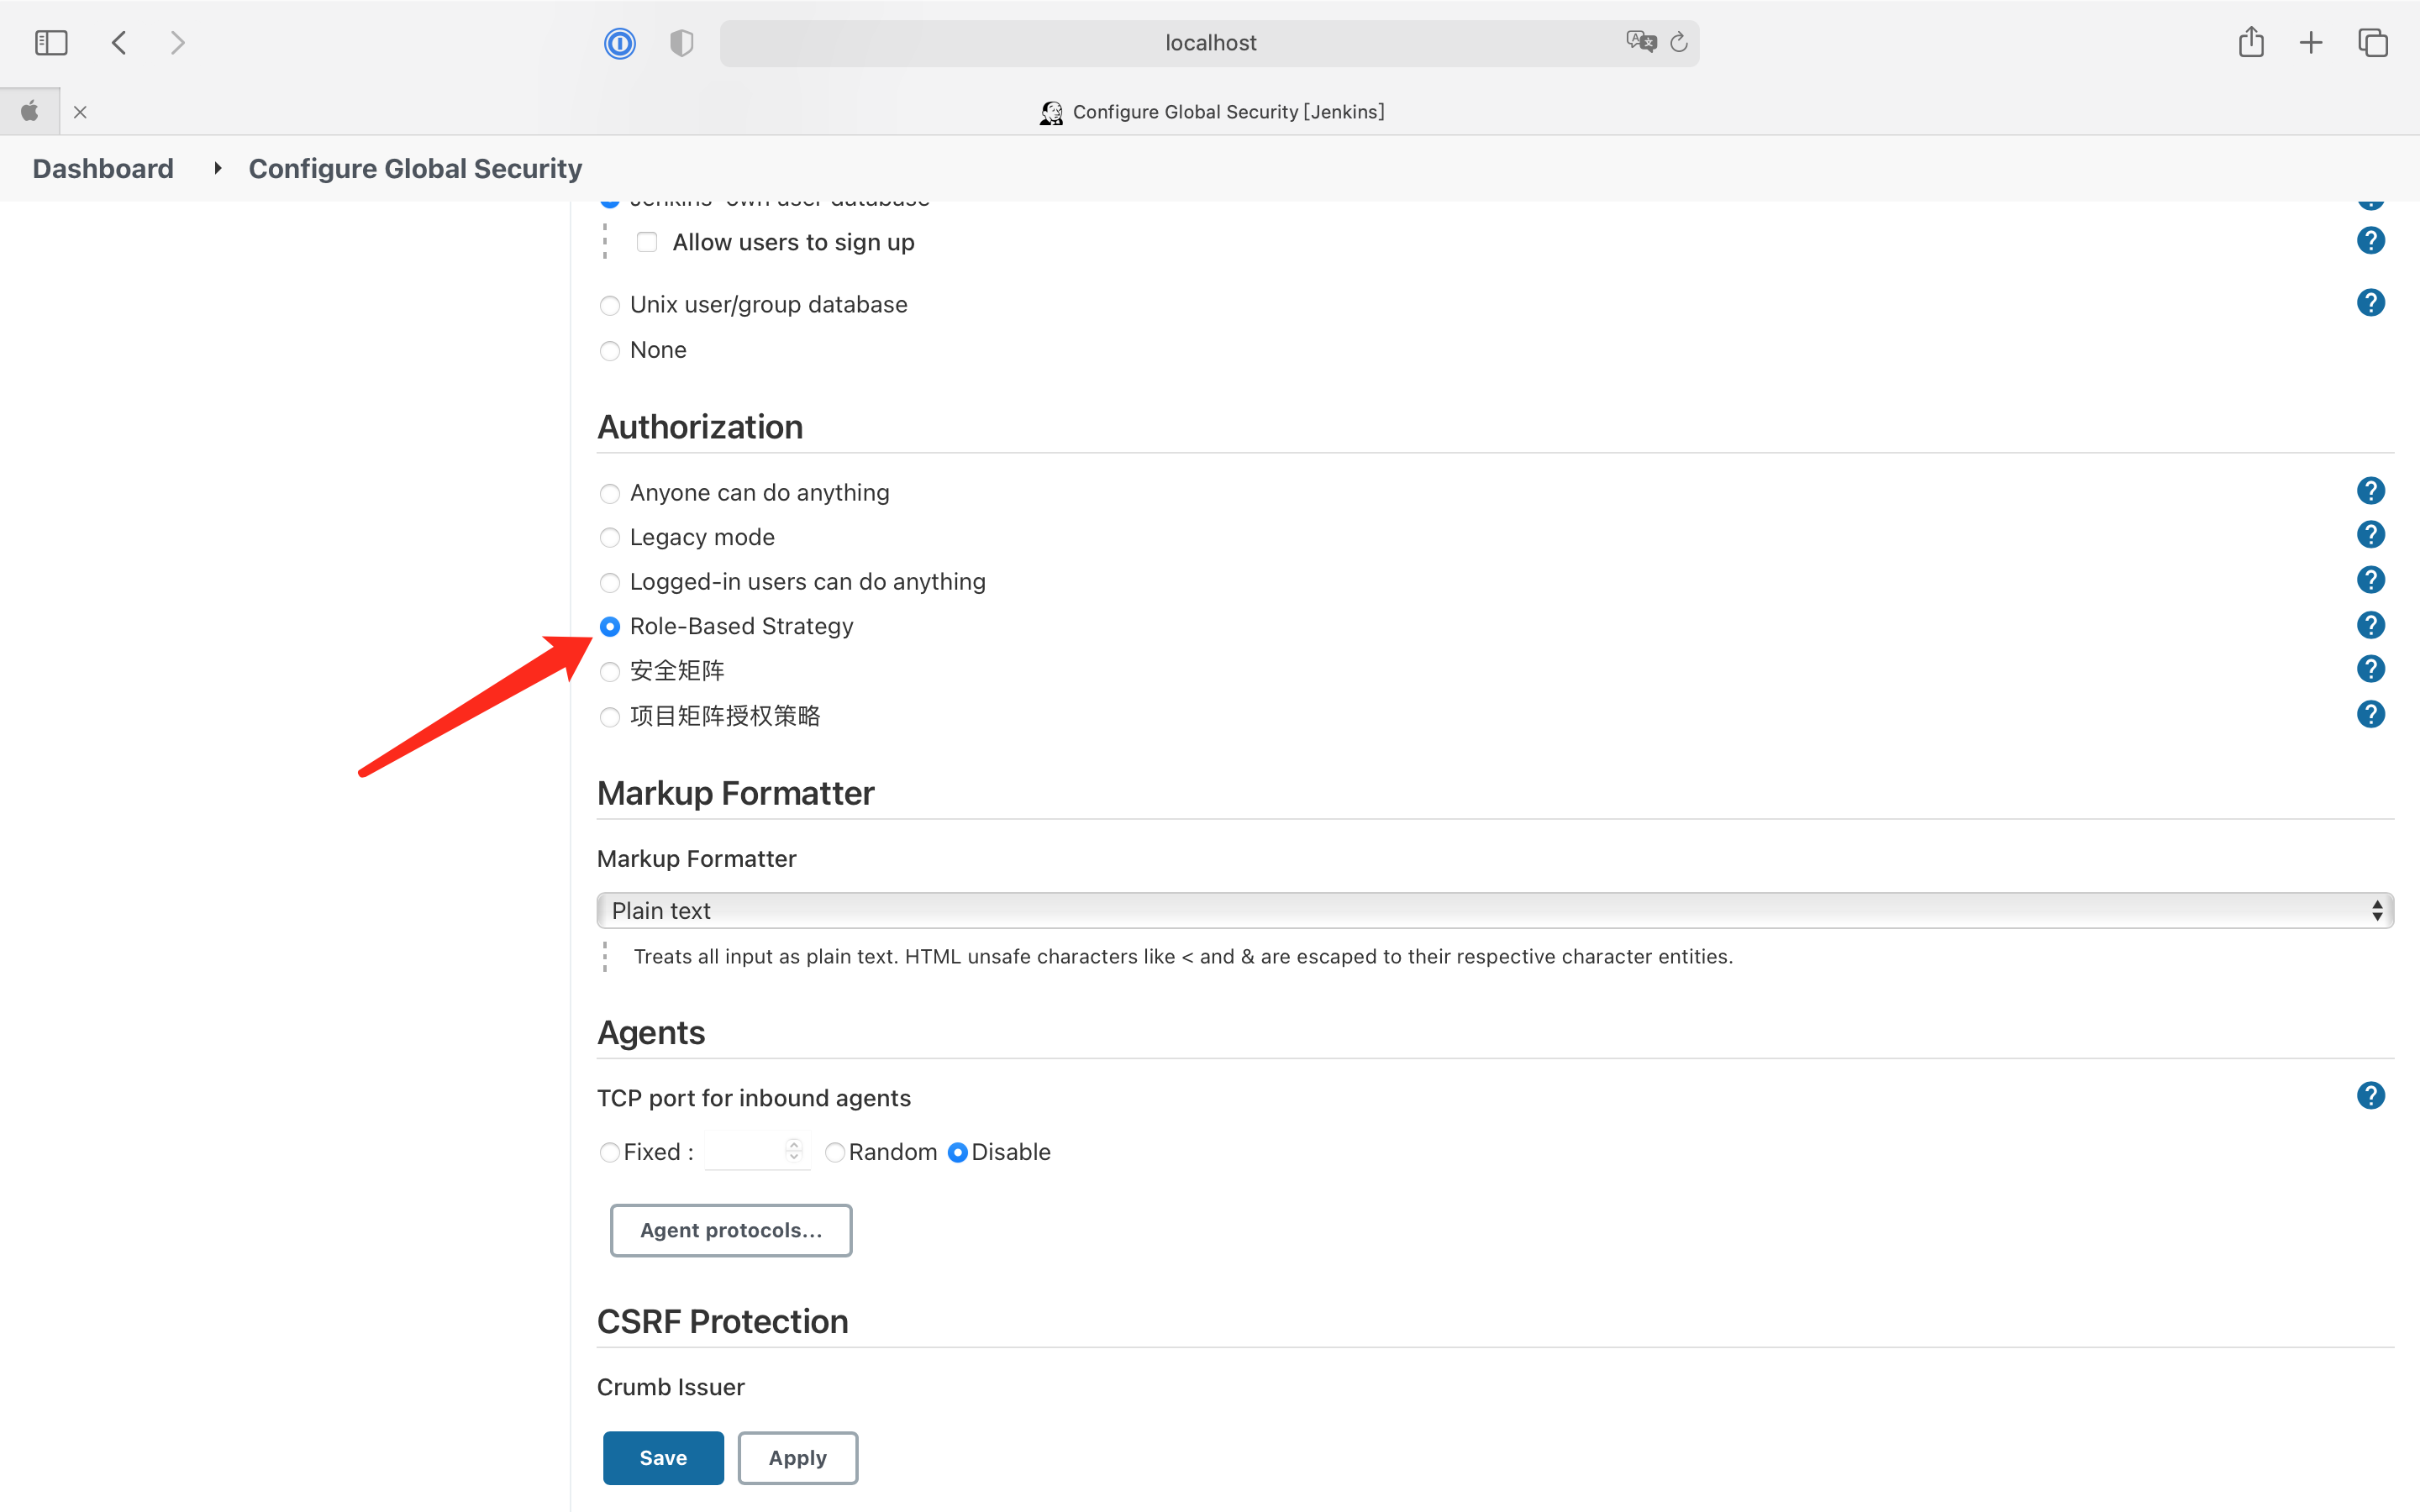 localhost
Configure Global Security [Jenkins]
Dashboard Configure Global Security
Jenkins' own user database
Allow users to sign up
Unix user/group database
None
Authorization
Anyone can do anything
Legacy mode
Logged-in users can do anything
Role-Based Strategy
安全矩阵
项目矩阵授权策略
Markup Formatter
Markup Formatter
Plain text
Treats all input as plain text. HTML unsafe characters like < and & are escaped to their respective character entities.
Agents
TCP port for inbound agents
Fixed : Random Disable
Agent protocols...
CSRF Protection
Crumb Issuer
Save Apply